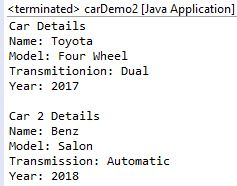 <terminated> carDemo2 [Java Application]
Car Details
Name: Toyota
Model: Four Wheel
Transmitionion: Dual
Year: 2017

Car 2 Details
Name: Benz
Model: Salon
Transmission: Automatic
Year: 2018